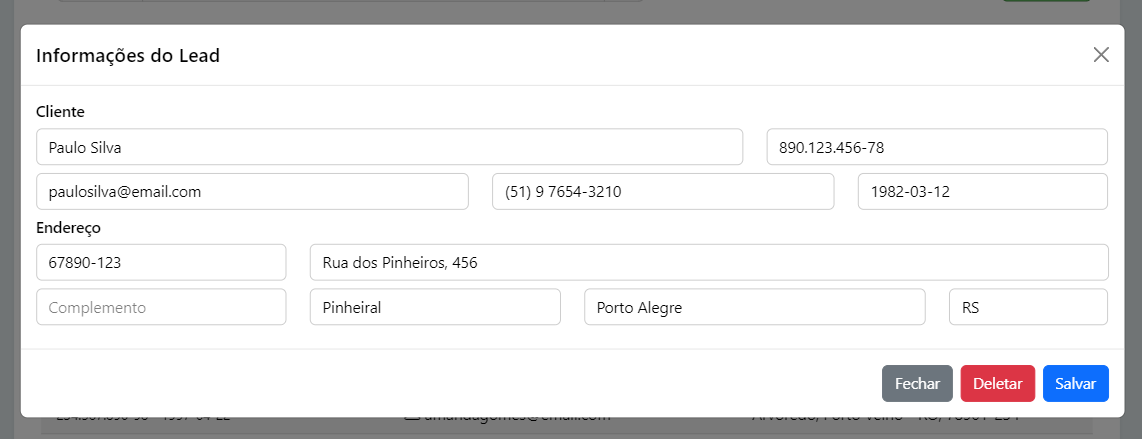 Informações do Lead
Cliente
Paulo Silva 890.123.456-78
paulosilva@email.com (51) 9 7654-3210 1982-03-12
Endereço
67890-123 Rua dos Pinheiros, 456
Complemento Pinheiral Porto Alegre RS
Fechar Deletar Salvar